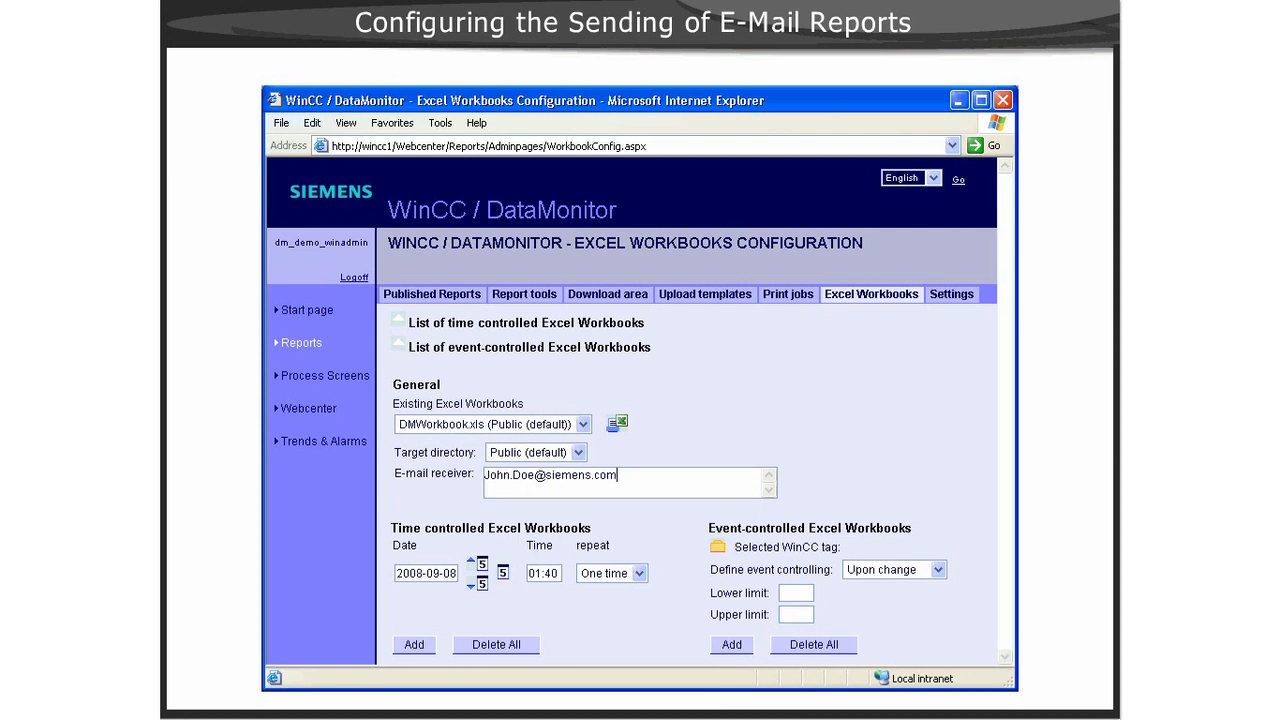 Configuring the Sending of E-Mail Reports
WinCC / DataMonitor - Excel Workbooks Configuration - Microsoft Internet Explorer
File Edit View Favorites Tools Help
Address http://wincc1/Webcenter/Reports/Adminpages/WorkbookConfig.aspx Go
SIEMENS
English Go
WinCC / DataMonitor
dm_demo_winadmin
Logoff
WINCC / DATAMONITOR - EXCEL WORKBOOKS CONFIGURATION
Published Reports Report tools Download area Upload templates Print jobs Excel Workbooks Settings
Start page
Reports
Process Screens
Webcenter
Trends & Alarms
List of time controlled Excel Workbooks
List of event-controlled Excel Workbooks
General
Existing Excel Workbooks
DMWorkbook.xls (Public (default))
Target directory: Public (default)
E-mail receiver: John.Doe@siemens.com
Time controlled Excel Workbooks
Date Time repeat
2008-09-08 5 5 5 01:40 One time
Add Delete All
Event-controlled Excel Workbooks
Selected WinCC tag:
Define event controlling: Upon change
Lower limit:
Upper limit:
Add Delete All
Local intranet